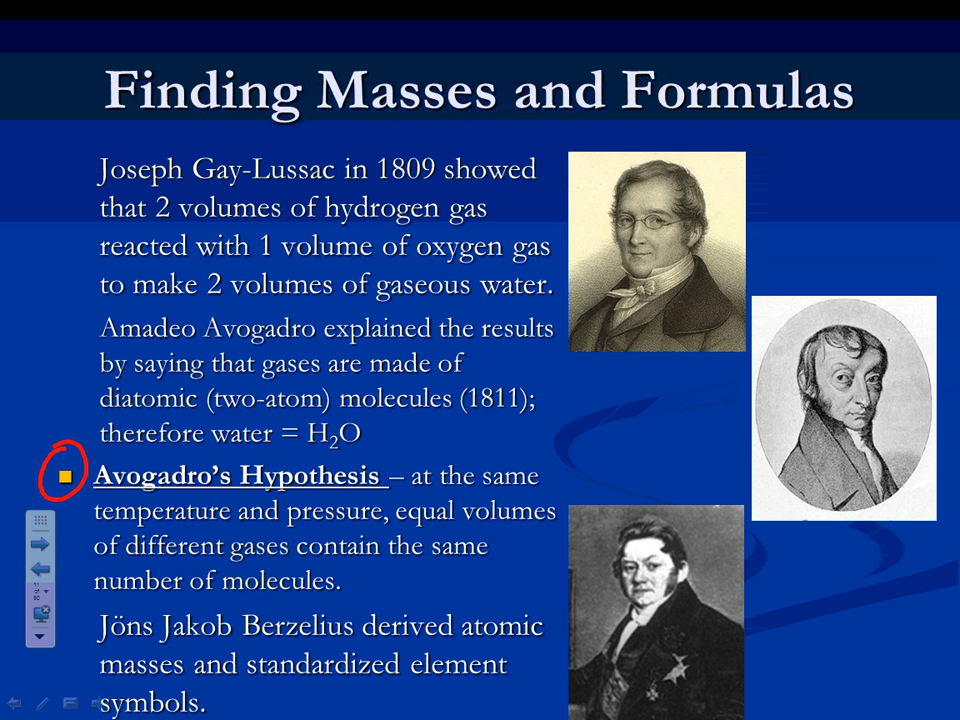 Finding Masses and Formulas
Joseph Gay-Lussac in 1809 showed
that 2 volumes of hydrogen gas
reacted with 1 volume of oxygen gas
to make 2 volumes of gaseous water.
Amadeo Avogadro explained the results
by saying that gases are made of
diatomic (two-atom) molecules (1811);
therefore water = H₂O
Avogadro’s Hypothesis – at the same
temperature and pressure, equal volumes
of different gases contain the same
number of molecules.
Jöns Jakob Berzelius derived atomic
masses and standardized element
symbols.
11
of